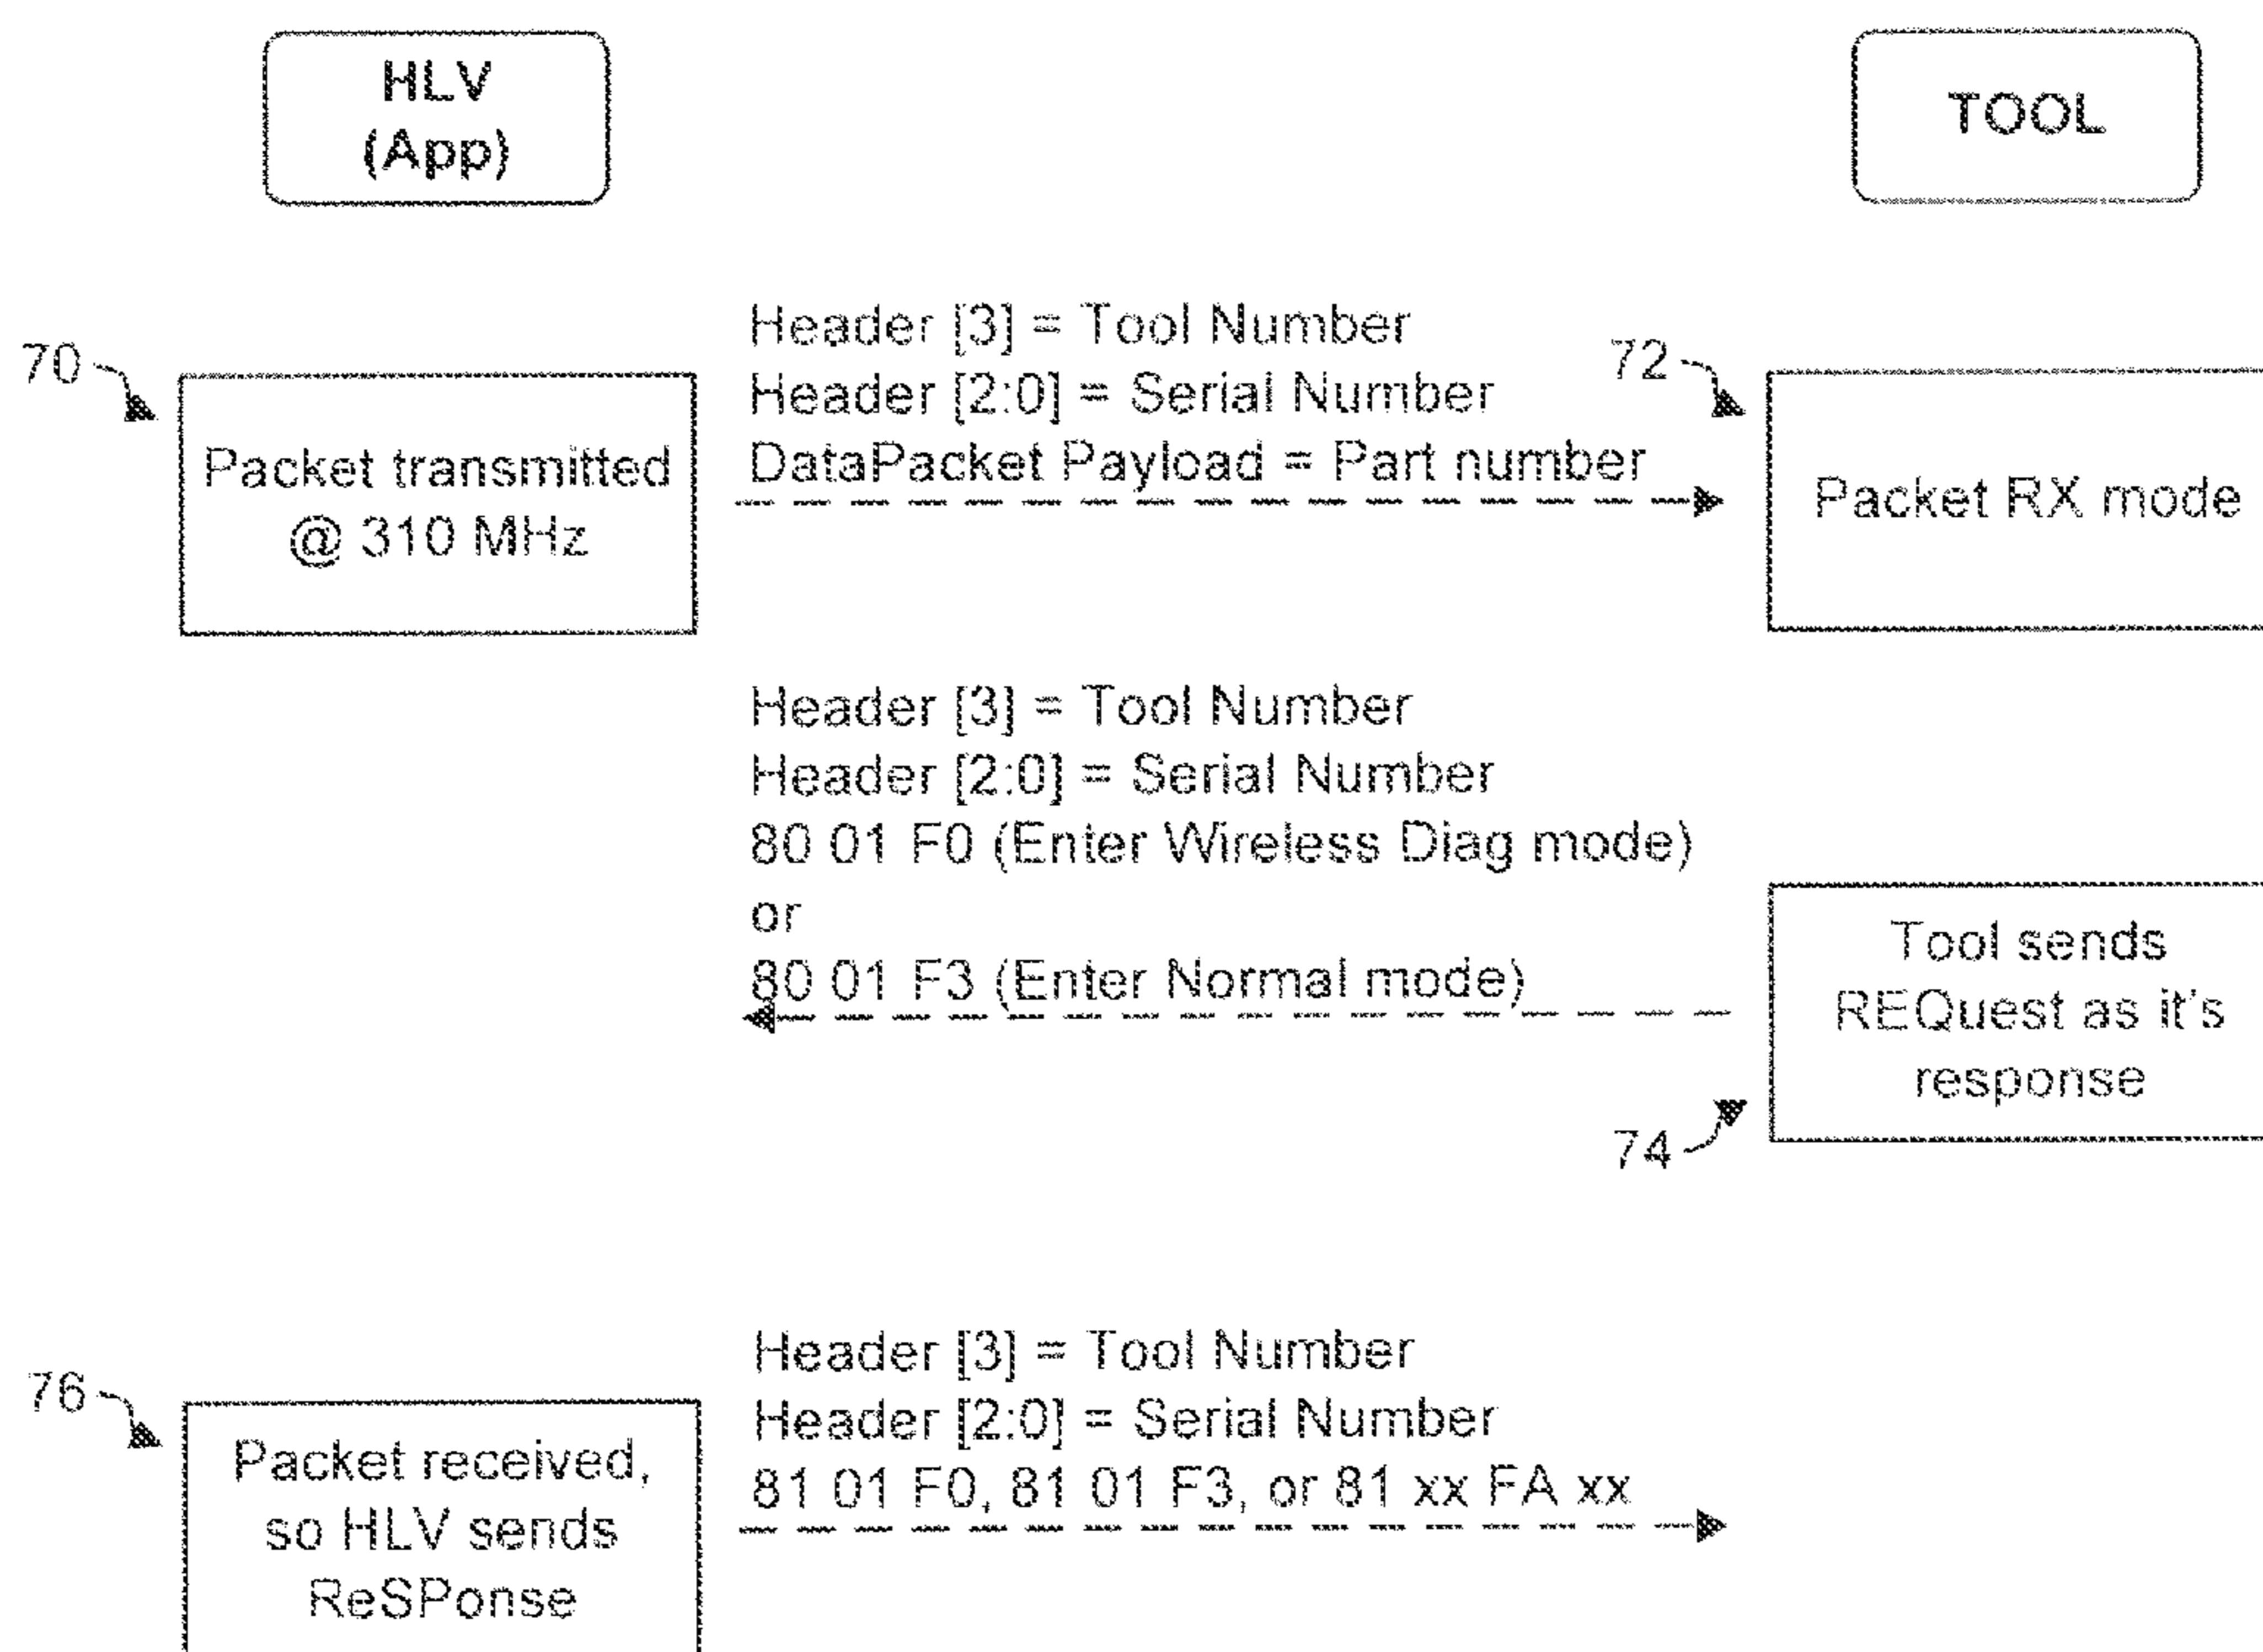 HLV
(App)
TOOL
70
Packet transmitted
@ 310 MHz
Header [3] = Tool Number
Header [2:0] = Serial Number
DataPacket Payload = Part number
72
Packet RX mode
Header [3] = Tool Number
Header [2:0] = Serial Number
80 01 F0 (Enter Wireless Diag mode)
or
80 01 F3 (Enter Normal mode)
Tool sends
REQuest as it's
response
74
76
Packet received,
so HLV sends
ReSPonse
Header [3] = Tool Number
Header [2:0] = Serial Number
81 01 F0, 81 01 F3, or 81 xx FA xx